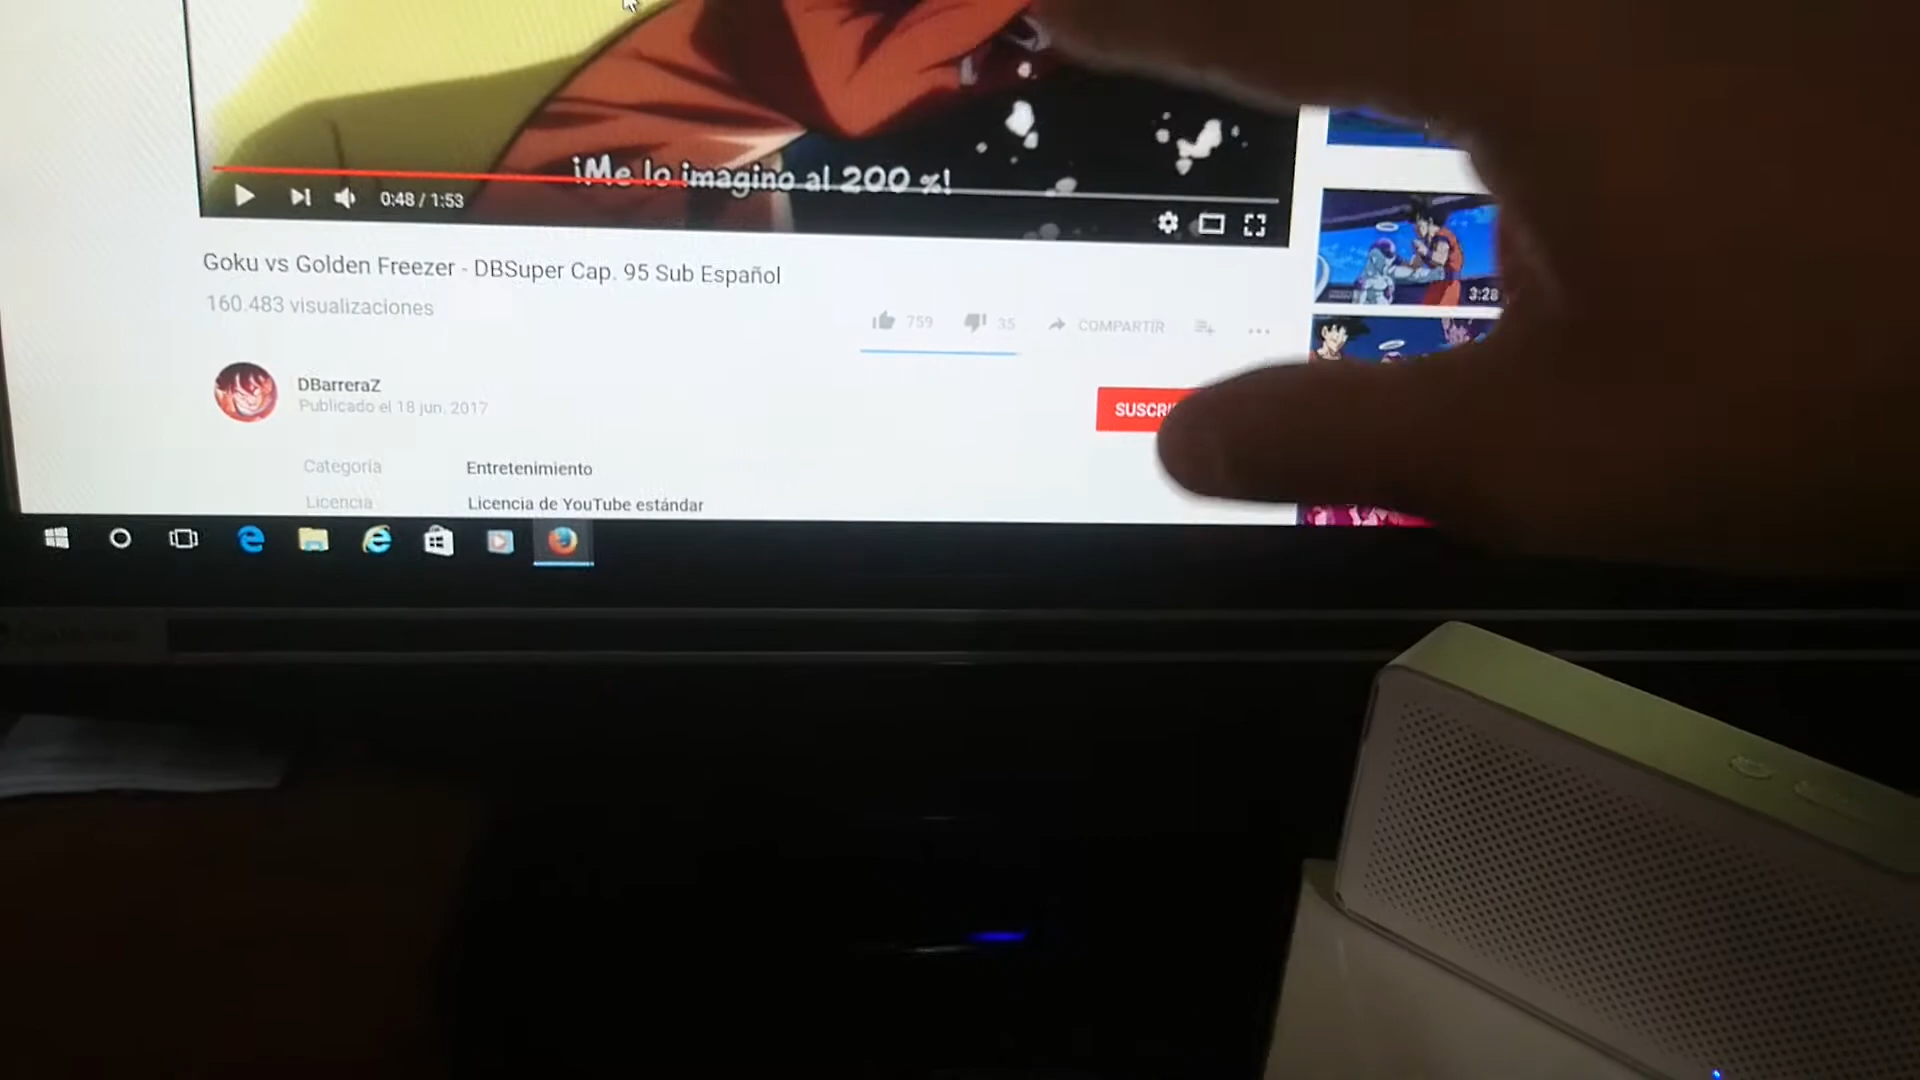 ¡Me lo imagino al 200 %!
0:48 / 1:53
Goku vs Golden Freezer - DBSuper Cap. 95 Sub Español
160.483 visualizaciones
759
35
COMPARTIR
3:28
DBarreraZ
Publicado el 18 jun. 2017
SUSCRI
Categoría
Entretenimiento
Licencia
Licencia de YouTube estándar